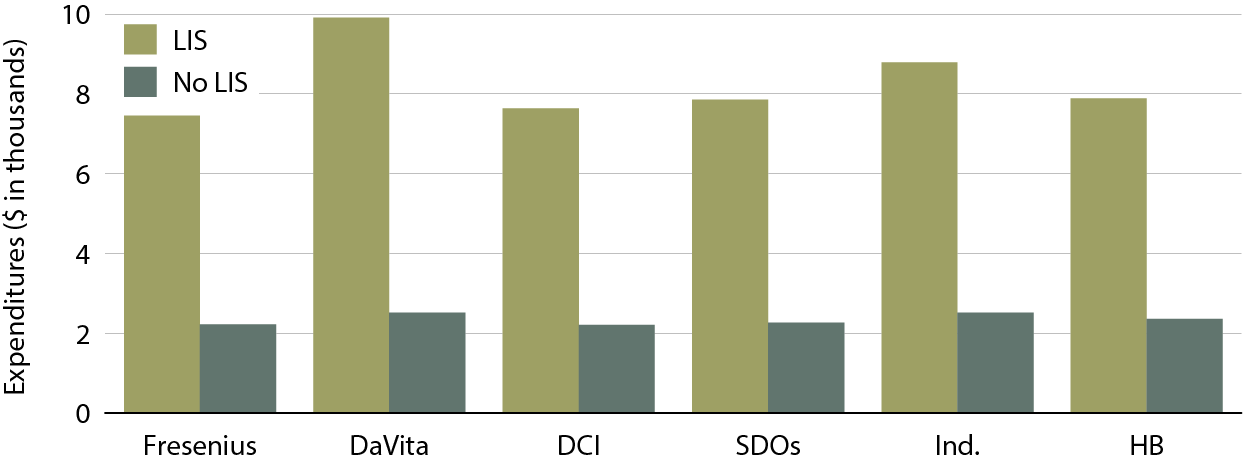 Expenditures ($ in thousands)
10
8
6
4
2
0
LIS
No LIS
Fresenius
DaVita
DCI
SDOs
Ind.
HB